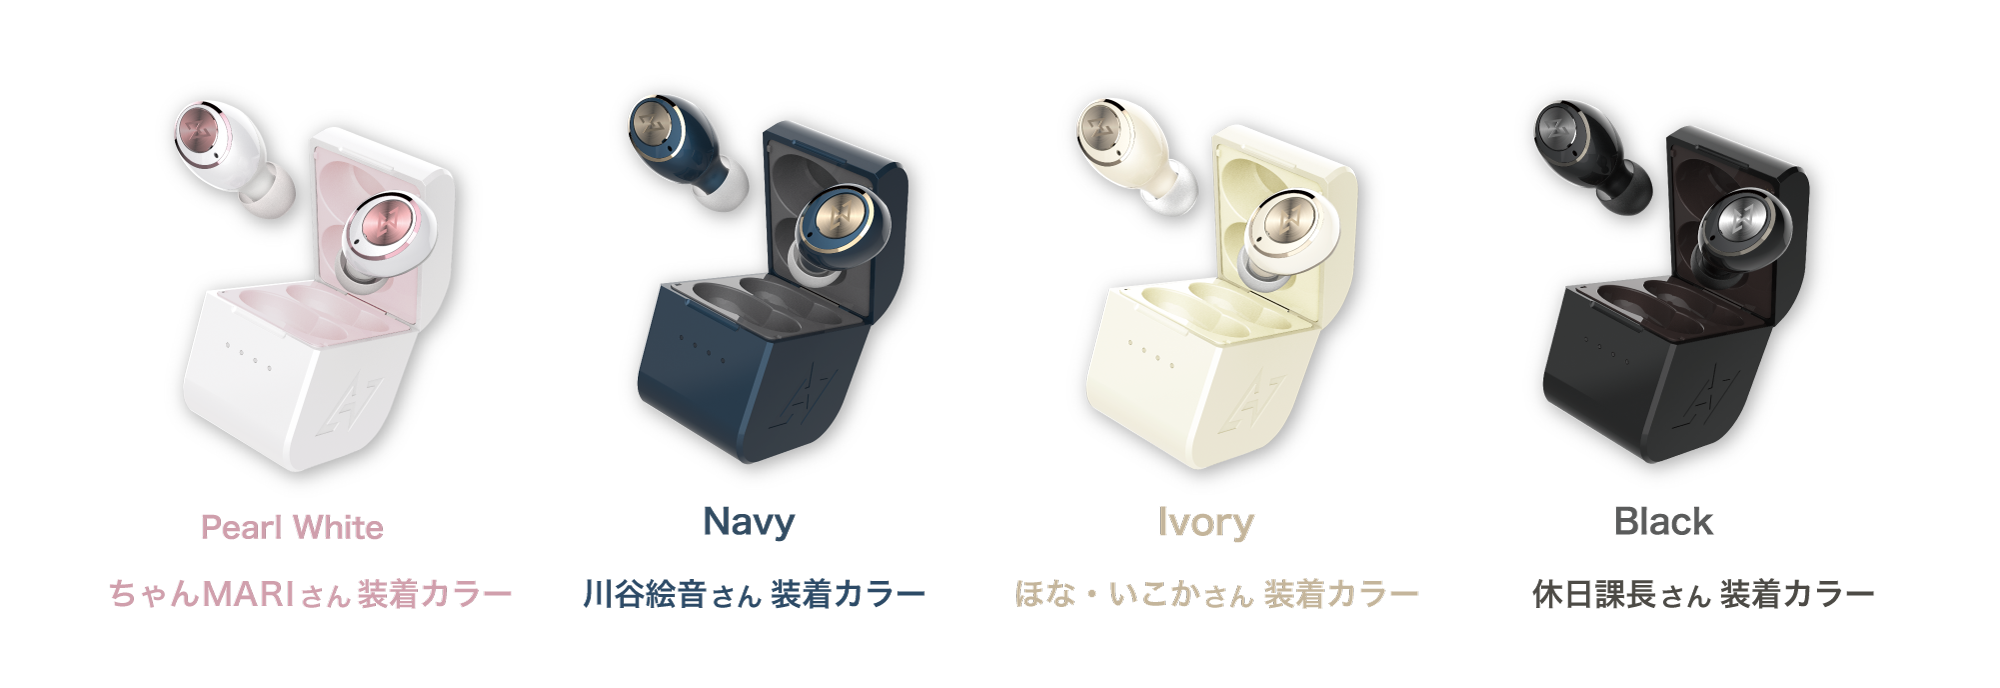 Pearl White
ちゃんMARIさん 装着カラー
Navy
川谷絵音さん 装着カラー
Ivory
ほな・いこかさん 装着カラー
Black
休日課長さん 装着カラー